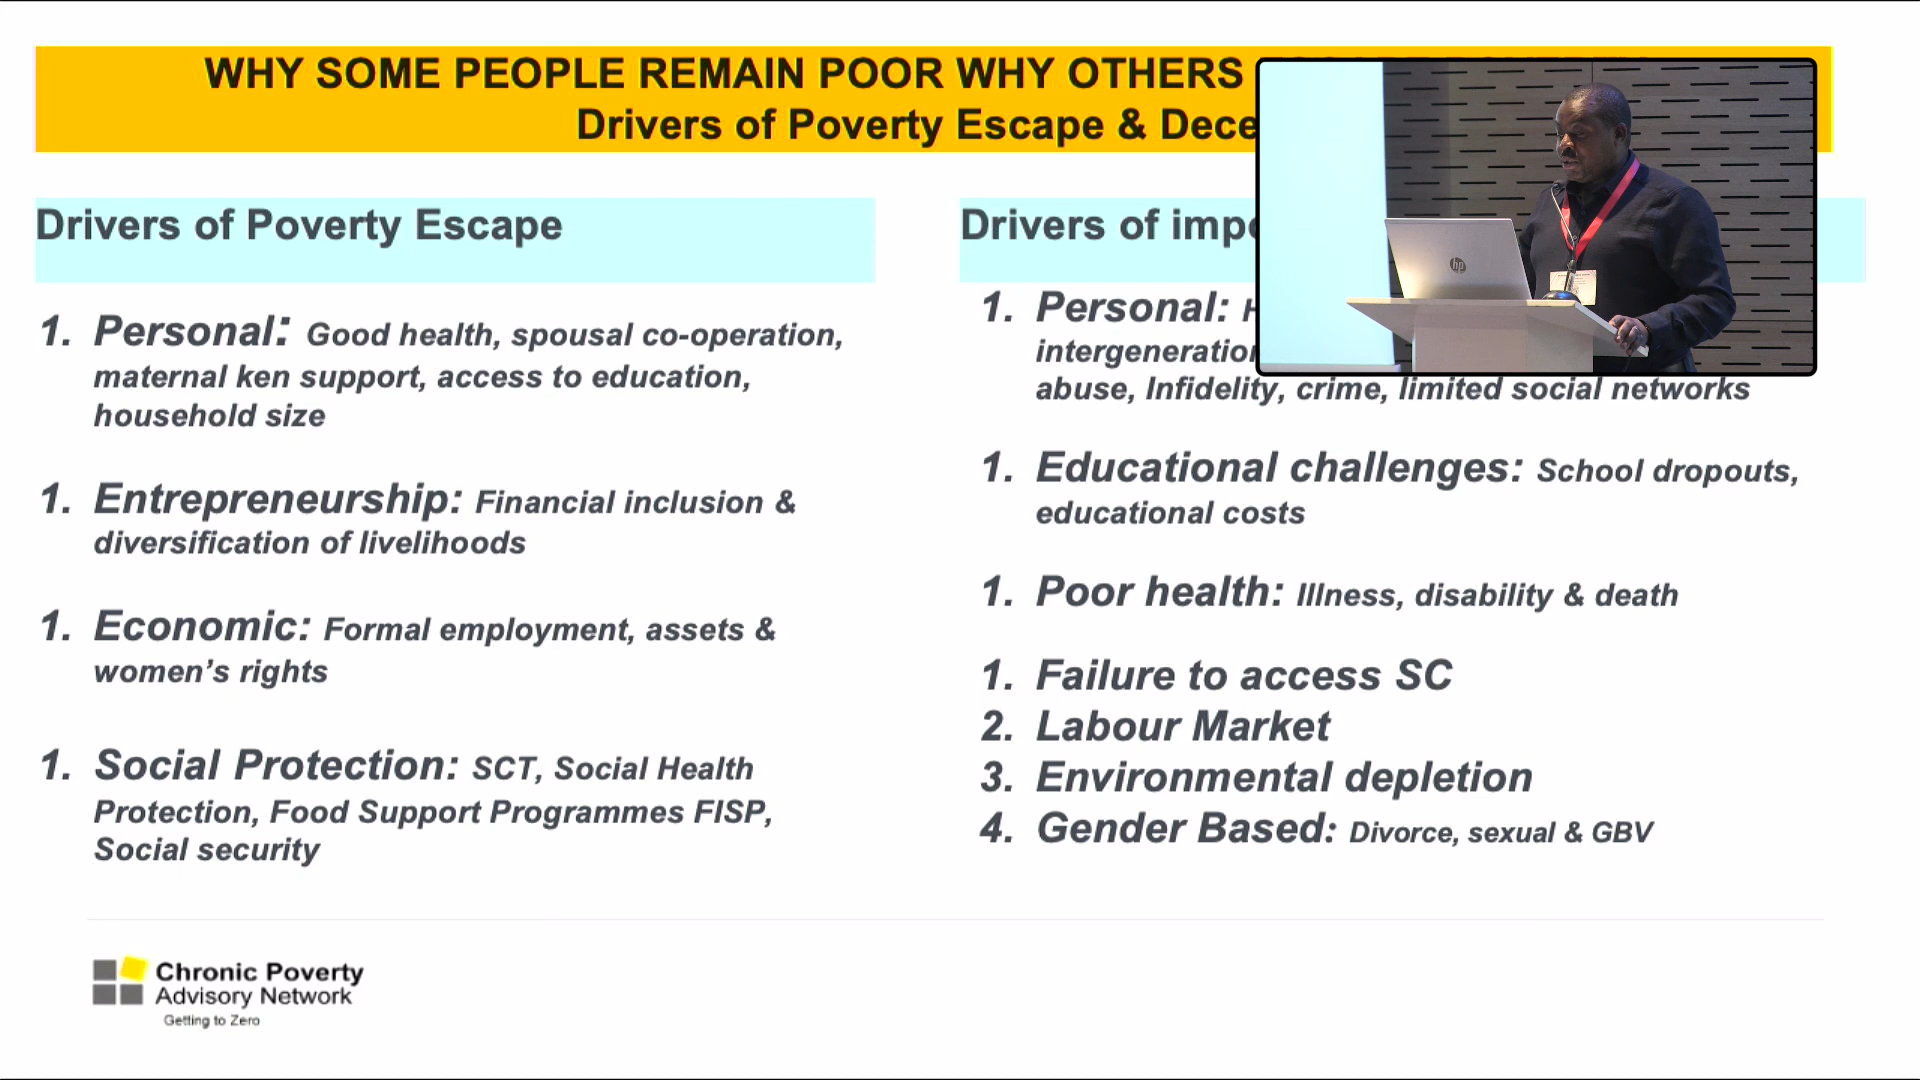 WHY SOME PEOPLE REMAIN POOR WHY OTHERS
Drivers of Poverty Escape & Dece
Drivers of Poverty Escape
1. Personal: Good health, spousal co-operation,
maternal ken support, access to education,
household size
1. Entrepreneurship: Financial inclusion &
diversification of livelihoods
1. Economic: Formal employment, assets &
women’s rights
1. Social Protection: SCT, Social Health
Protection, Food Support Programmes FISP,
Social security
Drivers of impo
1. Personal:
intergeneration
abuse, Infidelity, crime, limited social networks
1. Educational challenges: School dropouts,
educational costs
1. Poor health: Illness, disability & death
1. Failure to access SC
2. Labour Market
3. Environmental depletion
4. Gender Based: Divorce, sexual & GBV
hp
Chronic Poverty
Advisory Network
Getting to Zero